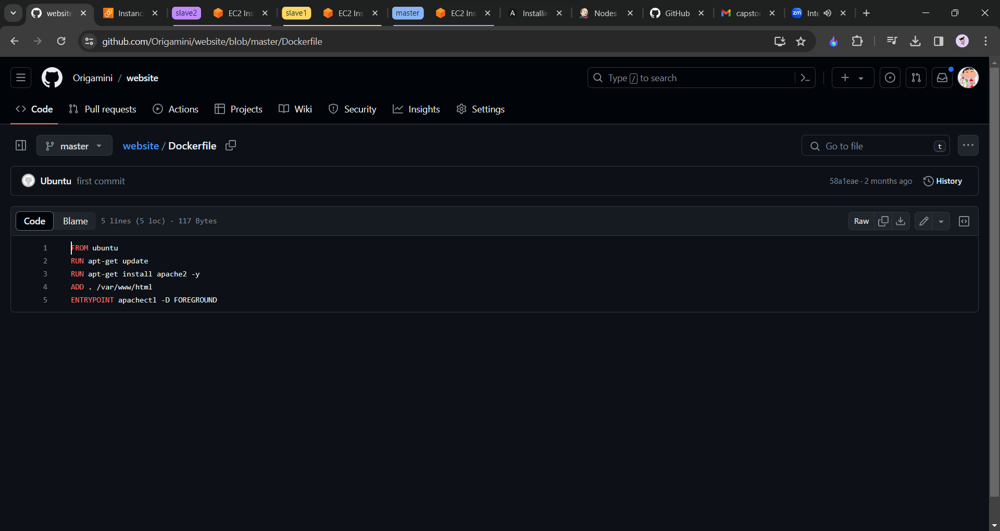 website
Instanc
slave2
EC2 Ins
slave1
EC2 Ins
master
EC2 Ins
A
Installin
Nodes
GitHub
capstor
zm
Inte
github.com/Origamini/website/blob/master/Dockerfile
Origamini / website
Type / to search
Code
Pull requests
Actions
Projects
Wiki
Security
Insights
Settings
master
website / Dockerfile
Go to file
t
Ubuntu first commit
58a1eae · 2 months ago
History
Code
Blame
5 lines (5 loc) · 117 Bytes
Raw
1 FROM ubuntu
2 RUN apt-get update
3 RUN apt-get install apache2 -y
4 ADD . /var/www/html
5 ENTRYPOINT apachectl -D FOREGROUND